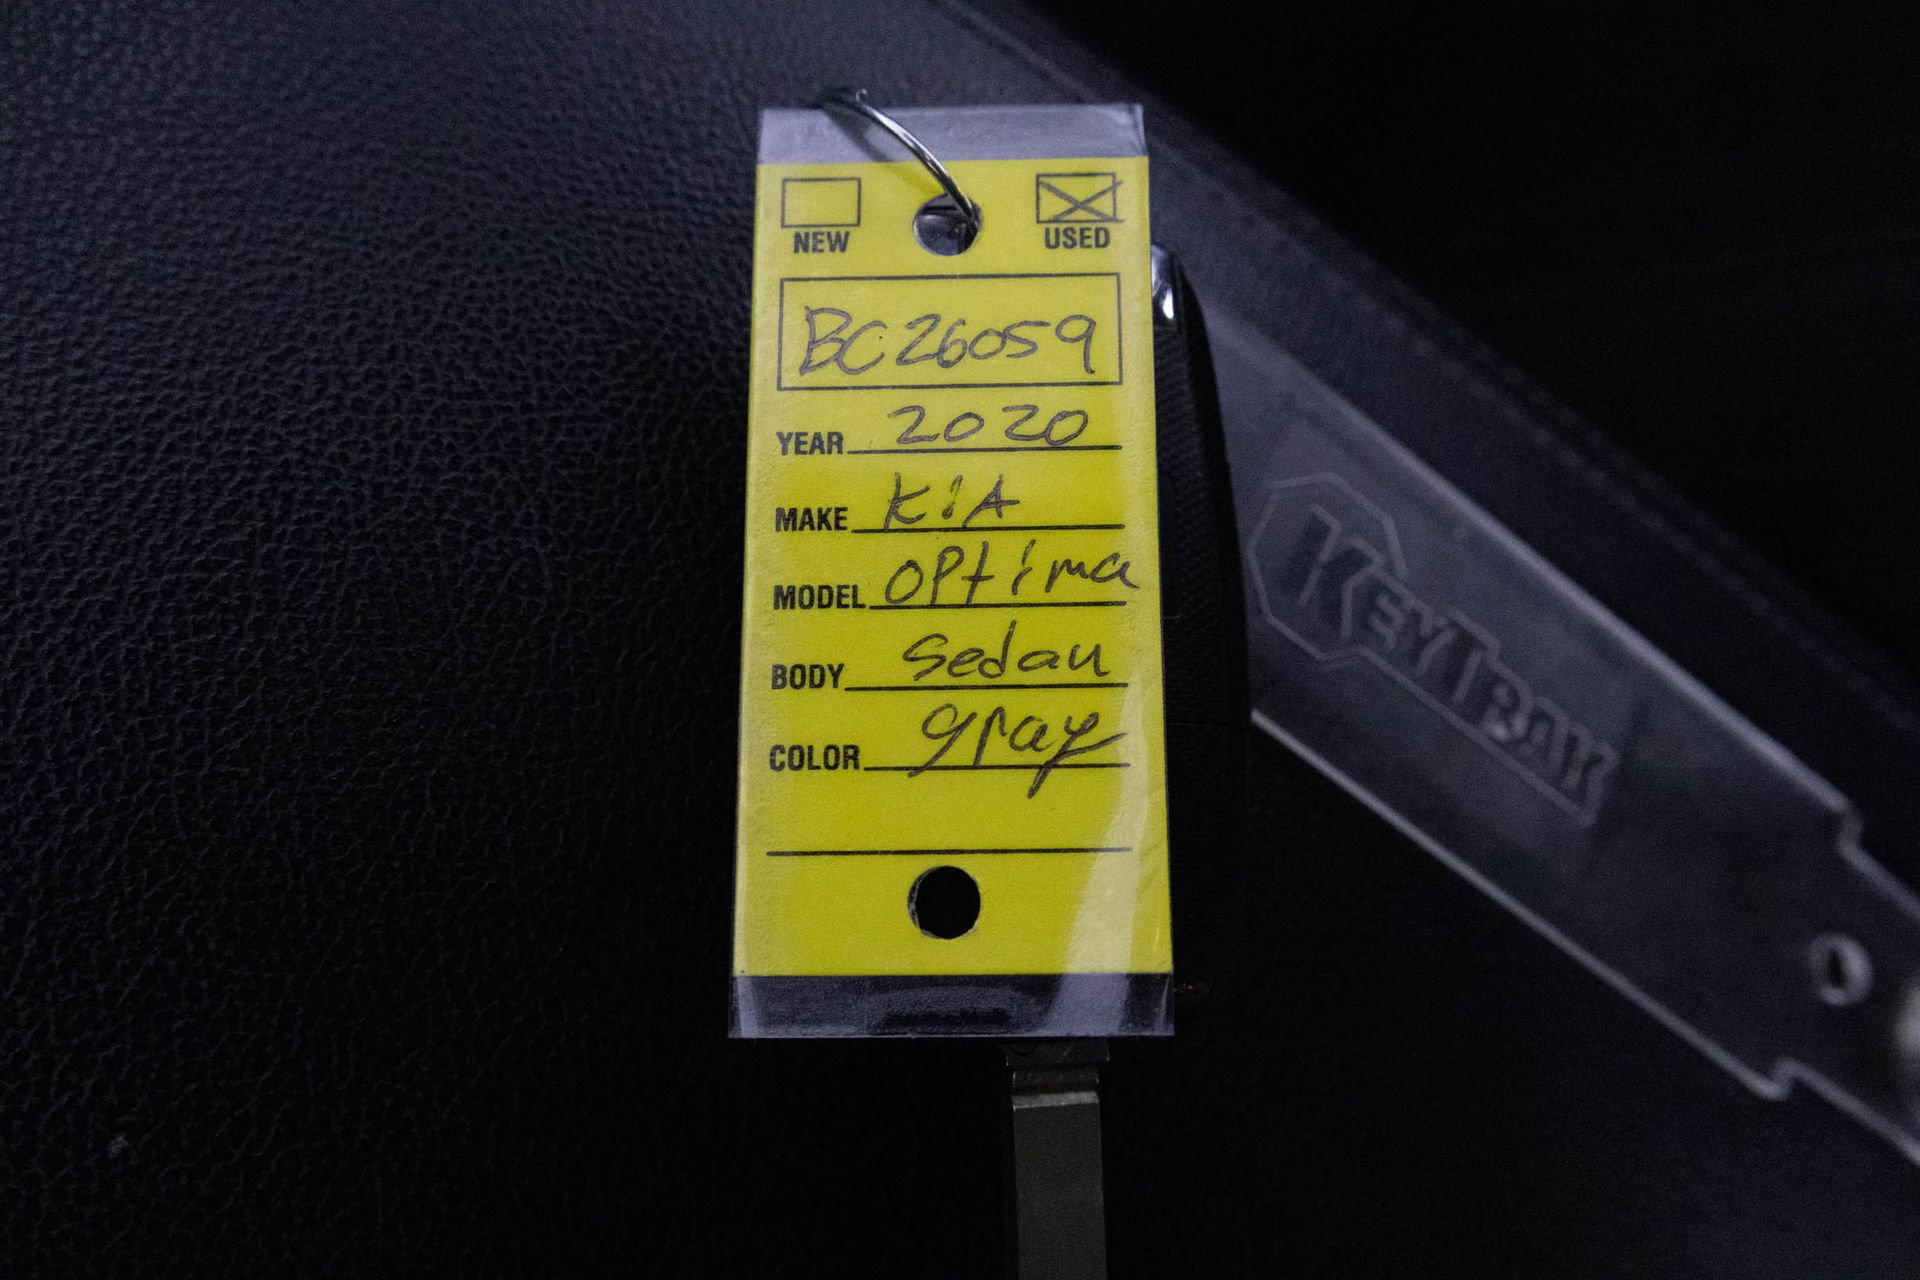 NEW USED
BC26059
YEAR 2020
MAKE KiA
MODEL OPtima
BODY Sedan
COLOR gray
KEYTRAK